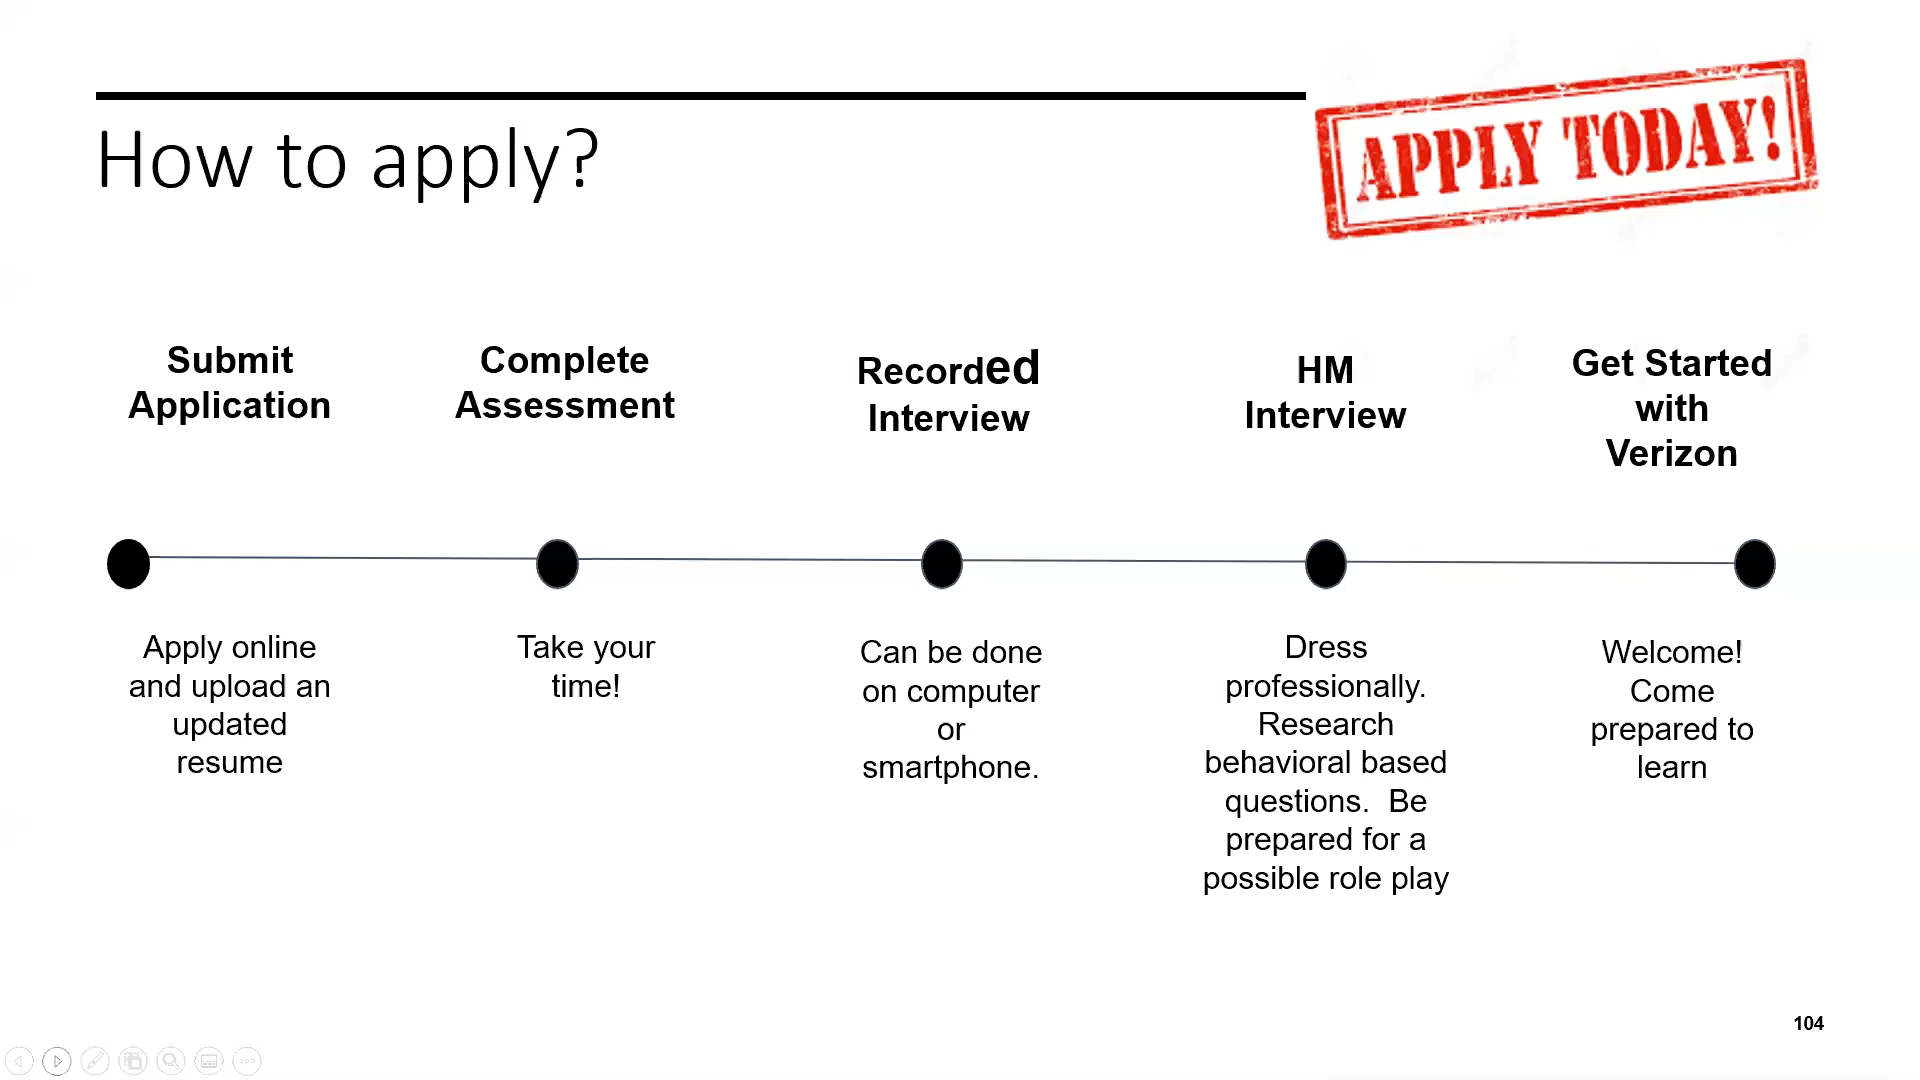 APPLY TODAY!
How to apply?
Submit
Application
Complete
Assessment
Recorded
Interview
HM
Interview
Get Started
with
Verizon
Apply online
and upload an
updated
resume
Take your
time!
Can be done
on computer
or
smartphone.
Dress
professionally.
Research
behavioral based
questions.  Be
prepared for a
possible role play
Welcome!
Come
prepared to
learn
104